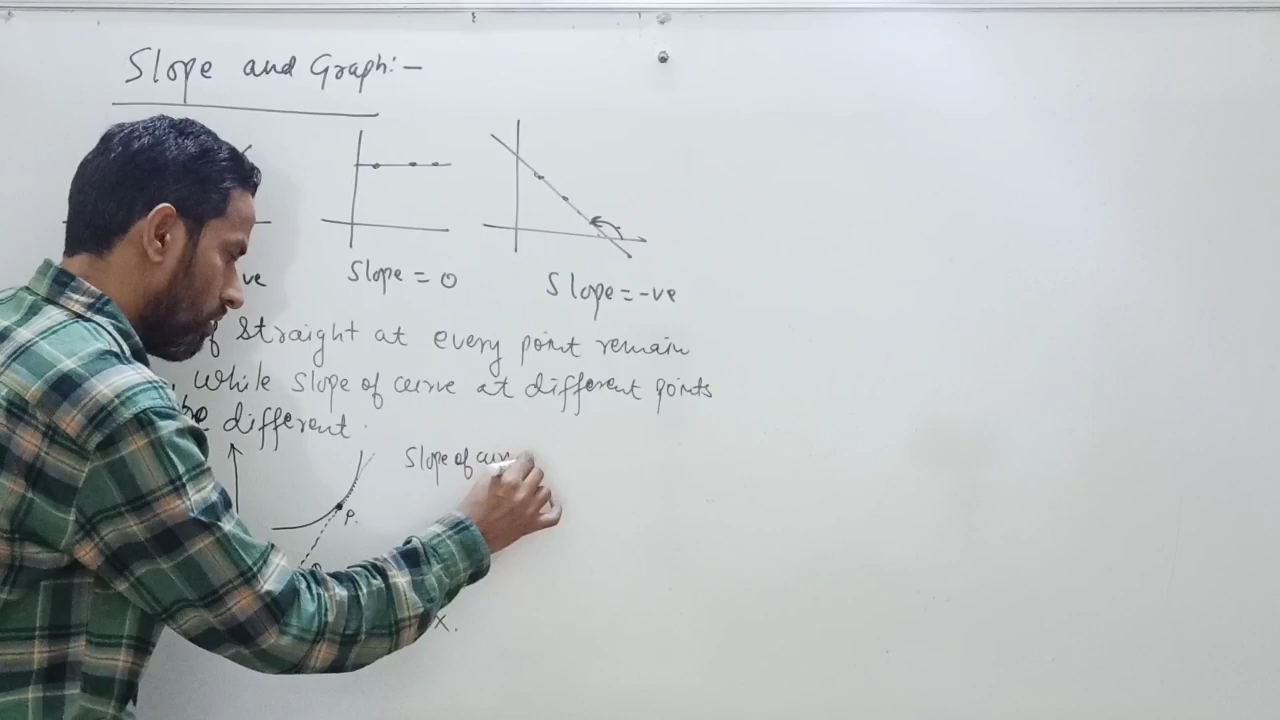 Slope and Graph:-
ve Slope = 0 Slope = -ve
straight at every point remain
, while slope of curve at different points
be different.
Slope of cur
P.
X.